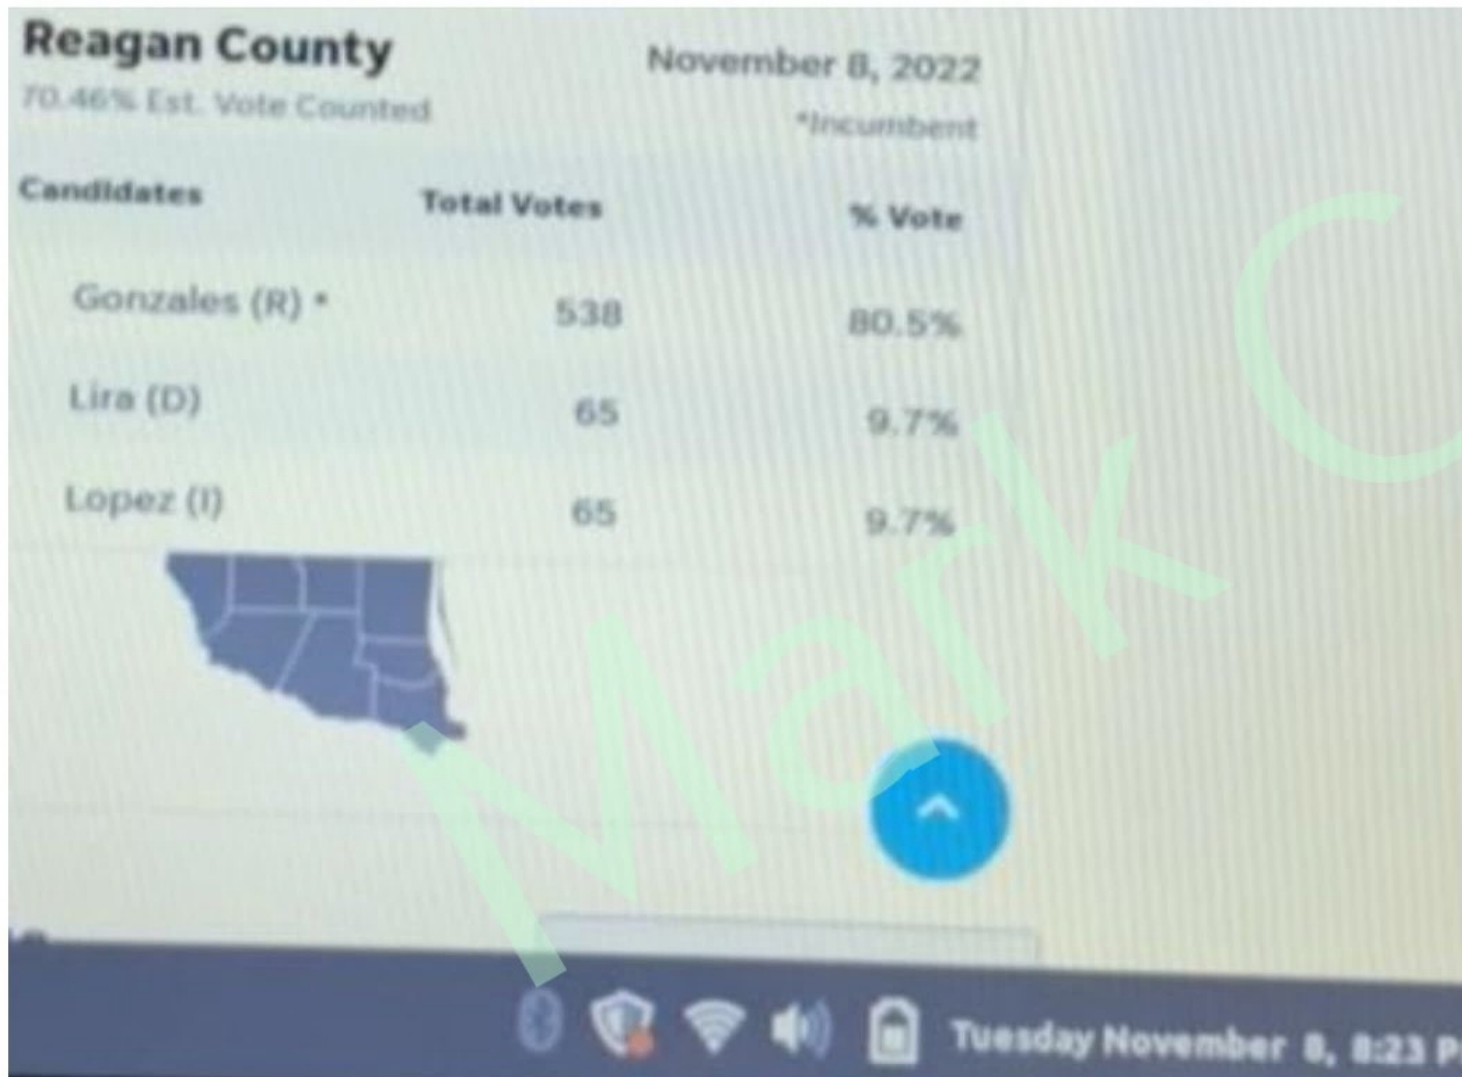 Reagan County
November 8, 2022
70.46% Est. Vote Counted
*Incumbent
Candidates Total Votes % Vote
Gonzales (R) * 538 80.5%
Lira (D) 65 9.7%
Lopez (I) 65 9.7%
Mark C
Tuesday November 8, 8:23 P